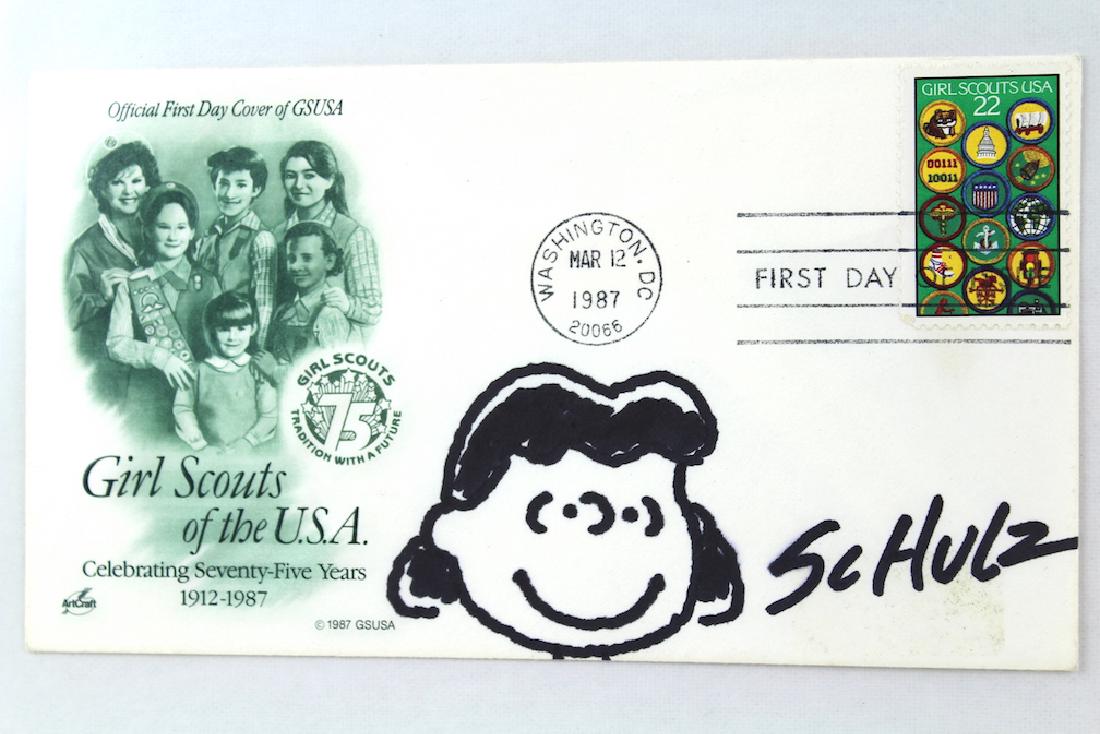 Official First Day Cover of GSUSA
GIRL SCOUTS USA
22
00111
10011
WASHINGTON, DC
MAR 12
1987
20066
FIRST DAY
GIRL SCOUTS
75
TRADITION WITH A FUTURE
Girl Scouts
of the U.S.A.
Celebrating Seventy-Five Years
1912-1987
ArtCraft
© 1987 GSUSA
ScHulz